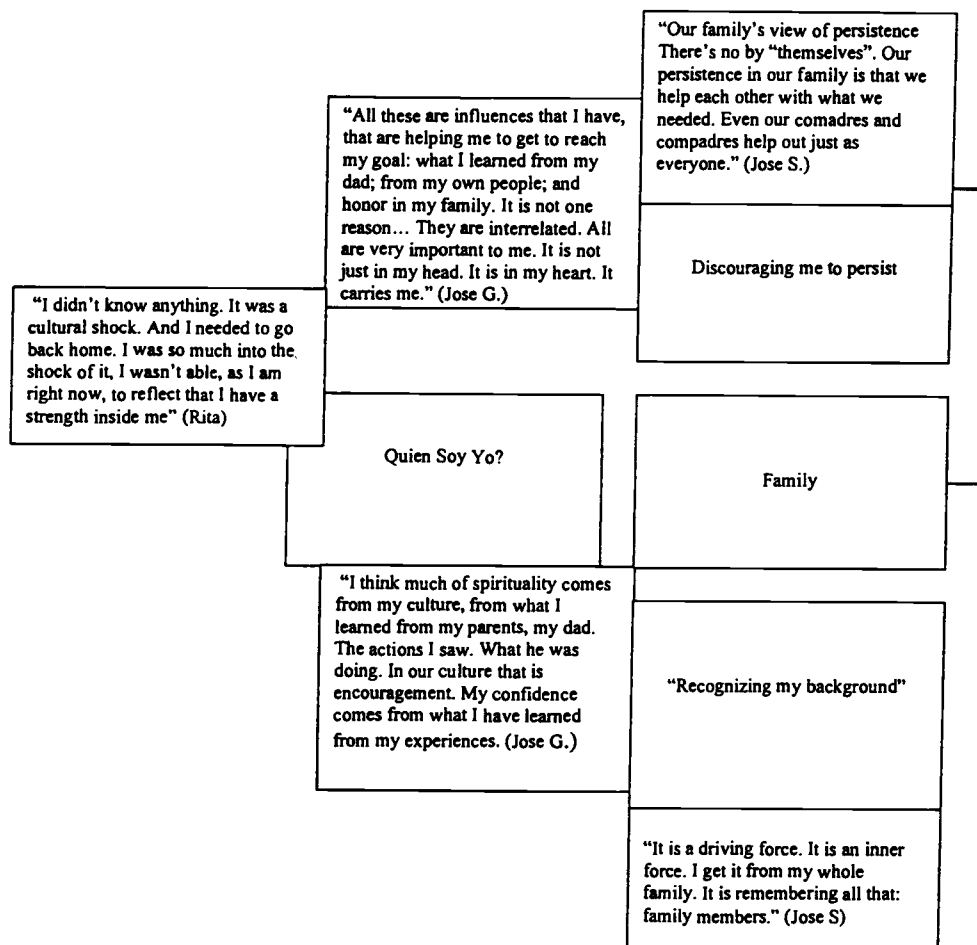 “Our family’s view of persistence
There’s no by “themselves”. Our
persistence in our family is that we
help each other with what we
needed. Even our comadres and
compadres help out just as
everyone.” (Jose S.)
“All these are influences that I have,
that are helping me to get to reach
my goal: what I learned from my
dad; from my own people; and
honor in my family. It is not one
reason… They are interrelated. All
are very important to me. It is not
just in my head. It is in my heart. It
carries me.” (Jose G.)
Discouraging me to persist
“I didn’t know anything. It was a
cultural shock. And I needed to go
back home. I was so much into the
shock of it, I wasn’t able, as I am
right now, to reflect that I have a
strength inside me” (Rita)
Quien Soy Yo?
Family
“I think much of spirituality comes
from my culture, from what I
learned from my parents, my dad.
The actions I saw. What he was
doing. In our culture that is
encouragement. My confidence
comes from what I have learned
from my experiences. (Jose G.)
“Recognizing my background”
“It is a driving force. It is an inner
force. I get it from my whole
family. It is remembering all that:
family members.” (Jose S)